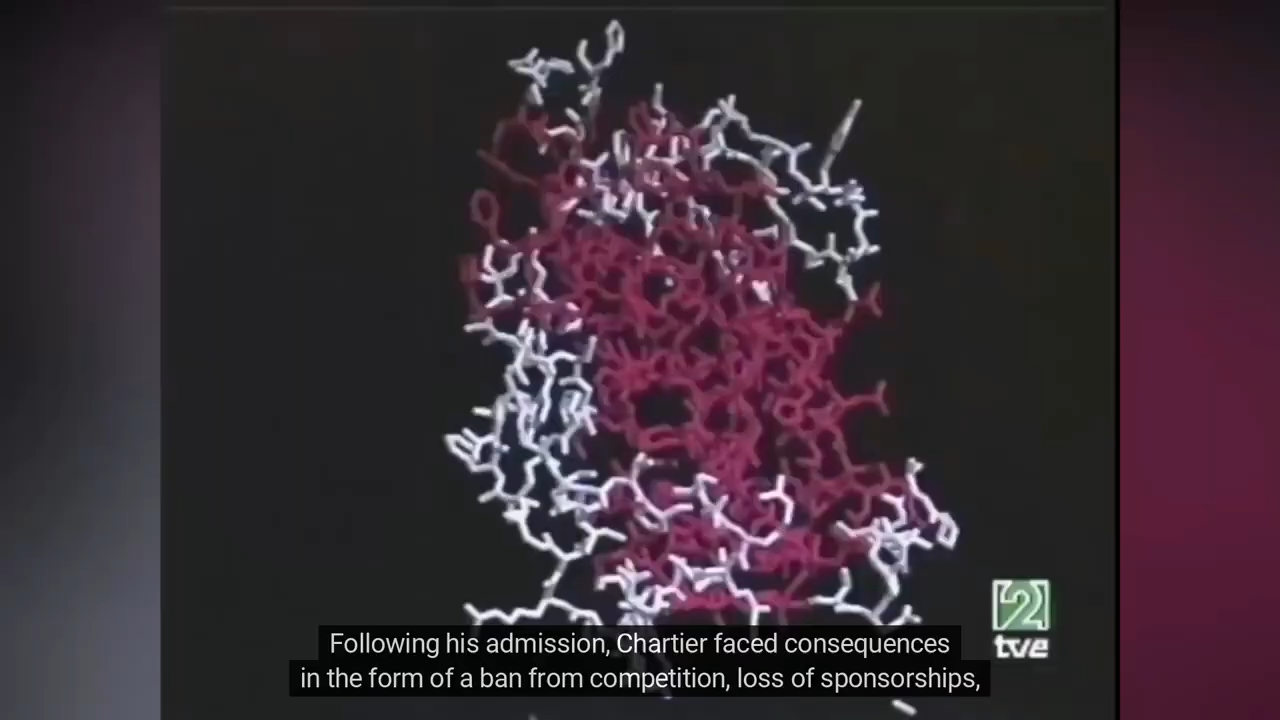 2
tve
Following his admission, Chartier faced consequences
in the form of a ban from competition, loss of sponsorships,